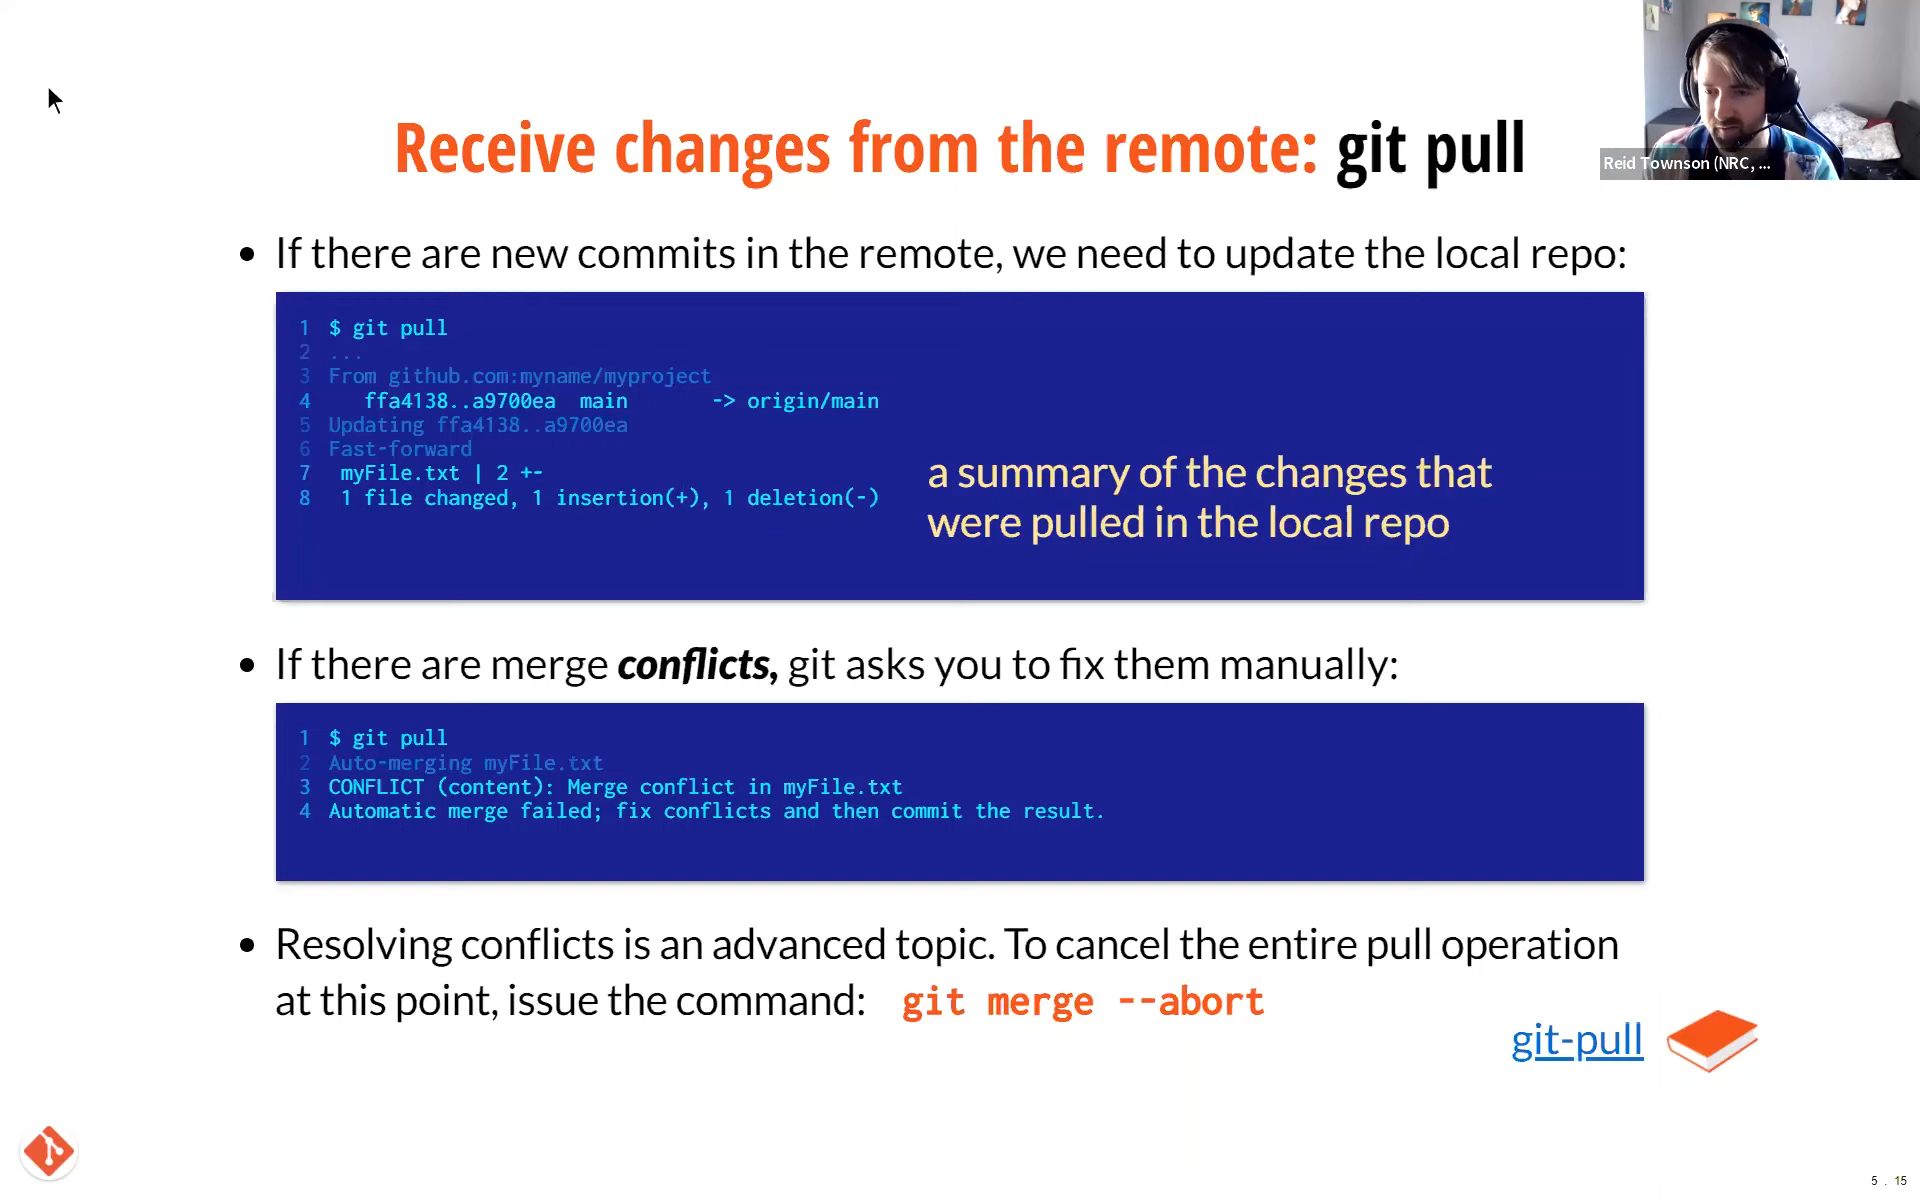 Receive changes from the remote: git pull
Reid Townson (NRC, ...
• If there are new commits in the remote, we need to update the local repo:
1 $ git pull
2 ...
3 From github.com:myname/myproject
4    ffa4138..a9700ea  main       -> origin/main
5 Updating ffa4138..a9700ea
6 Fast-forward
7  myFile.txt | 2 +-
8  1 file changed, 1 insertion(+), 1 deletion(-)
a summary of the changes that
were pulled in the local repo
• If there are merge conflicts, git asks you to fix them manually:
1 $ git pull
2 Auto-merging myFile.txt
3 CONFLICT (content): Merge conflict in myFile.txt
4 Automatic merge failed; fix conflicts and then commit the result.
• Resolving conflicts is an advanced topic. To cancel the entire pull operation
at this point, issue the command: git merge --abort
git-pull
5 . 15